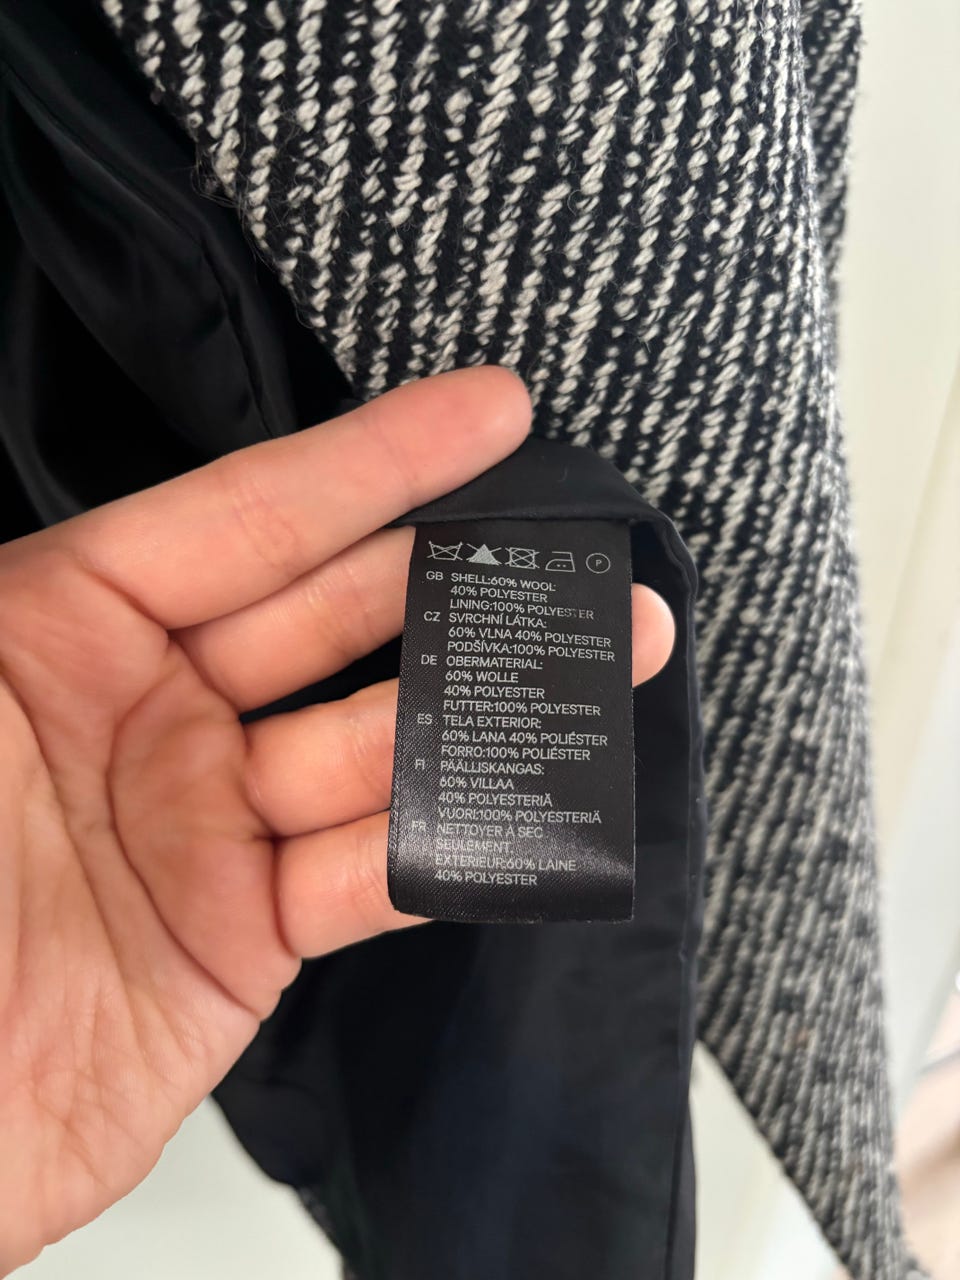 P
GB SHELL:60% WOOL
40% POLYESTER
LINING:100% POLYESTER
CZ SVRCHNÍ LÁTKA:
60% VLNA 40% POLYESTER
PODŠÍVKA:100% POLYESTER
DE OBERMATERIAL:
60% WOLLE
40% POLYESTER
FUTTER:100% POLYESTER
ES TELA EXTERIOR:
60% LANA 40% POLIÉSTER
FORRO:100% POLIÉSTER
FI PÄÄLLISKANGAS:
60% VILLAA
40% POLYESTERIÄ
VUORI:100% POLYESTERIÄ
FR NETTOYER À SEC
SEULEMENT.
EXTÉRIEUR:60% LAINE
40% POLYESTER